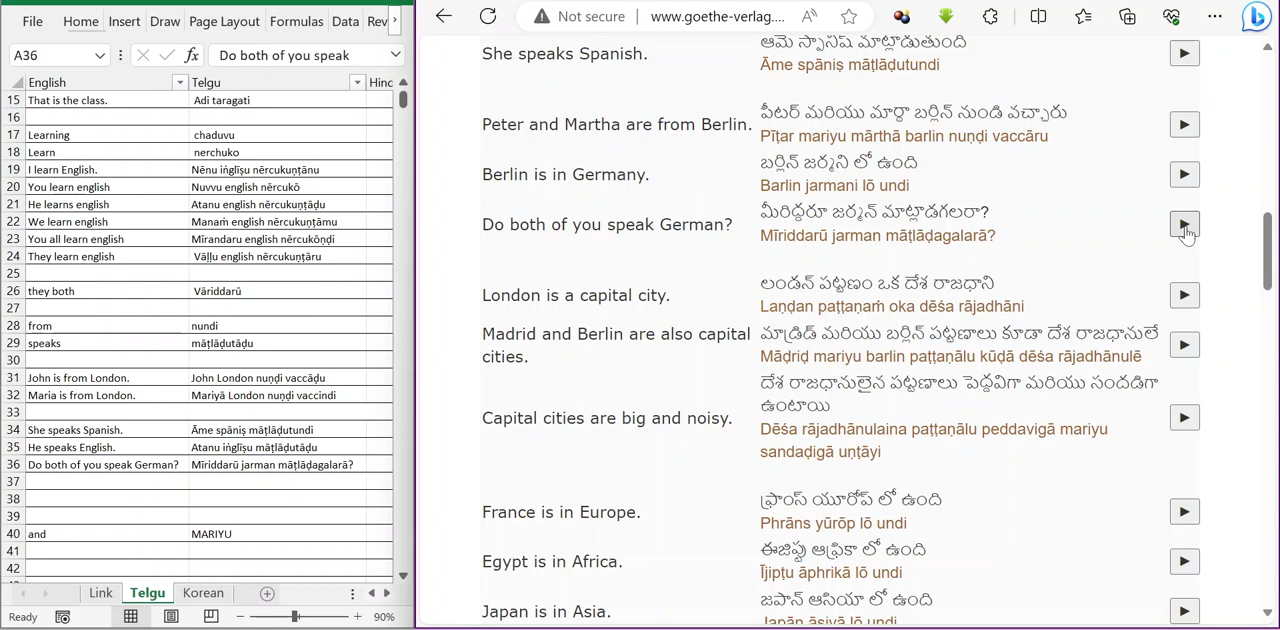 File Home Insert Draw Page Layout Formulas Data Rev
A36 fx Do both of you speak
English Telgu Hinc
15 That is the class. Adi taragati
16
17 Learning chaduvu
18 Learn nerchuko
19 I learn English. Nēnu iṅglīṣu nērcukuṇṭānu
20 You learn english Nuvvu english nērcukō
21 He learns english Atanu english nērcukuṇṭāḍu
22 We learn english Manaṁ english nērcukuṇṭāmu
23 You all learn english Mīrandaru english nērcukōṇḍi
24 They learn english Vāḷḷu english nērcukuṇṭāru
25
26 they both Vāriddarū
27
28 from nundi
29 speaks māṭlāḍutāḍu
30
31 John is from London. John London nuṇḍi vaccāḍu
32 Maria is from London. Mariyā London nuṇḍi vaccindi
33
34 She speaks Spanish. Āme spāniṣ māṭlāḍutundi
35 He speaks English. Atanu iṅglīṣu māṭlāḍutāḍu
36 Do both of you speak German? Mīriddarū jarman māṭlāḍagalarā?
37
38
39
40 and MARIYU
41
42
Link Telgu Korean
Ready 90%
Not secure www.goethe-verlag....
She speaks Spanish.
ఆమె స్పానిష్ మాట్లాడుతుంది
Āme spāniṣ māṭlāḍutundi
Peter and Martha are from Berlin.
పీటర్ మరియు మార్థా బర్లిన్ నుండి వచ్చారు
Pīṭar mariyu mārthā barlin nuṇḍi vaccāru
Berlin is in Germany.
బర్లిన్ జర్మని లో ఉంది
Barlin jarmani lō undi
Do both of you speak German?
మీరిద్దరూ జర్మన్ మాట్లాడగలరా?
Mīriddarū jarman māṭlāḍagalarā?
London is a capital city.
లండన్ పట్టణం ఒక దేశ రాజధాని
Laṇḍan paṭṭaṇaṁ oka dēśa rājadhāni
Madrid and Berlin are also capital
cities.
మాడ్రిడ్ మరియు బర్లిన్ పట్టణాలు కూడా దేశ రాజధానులే
Māḍriḍ mariyu barlin paṭṭaṇālu kūḍā dēśa rājadhānulē
Capital cities are big and noisy.
దేశ రాజధానులైన పట్టణాలు పెద్దవిగా మరియు సందడిగా
ఉంటాయి
Dēśa rājadhānulaina paṭṭaṇālu peddavigā mariyu
sandaḍigā uṇṭāyi
France is in Europe.
ఫ్రాంస్ యూరోప్ లో ఉంది
Phrāns yūrōp lō undi
Egypt is in Africa.
ఈజిప్టు ఆఫ్రికా లో ఉంది
Ījipṭu āphrikā lō undi
Japan is in Asia.
జపాన్ ఆసియా లో ఉంది
Japān āsiyā lō undi